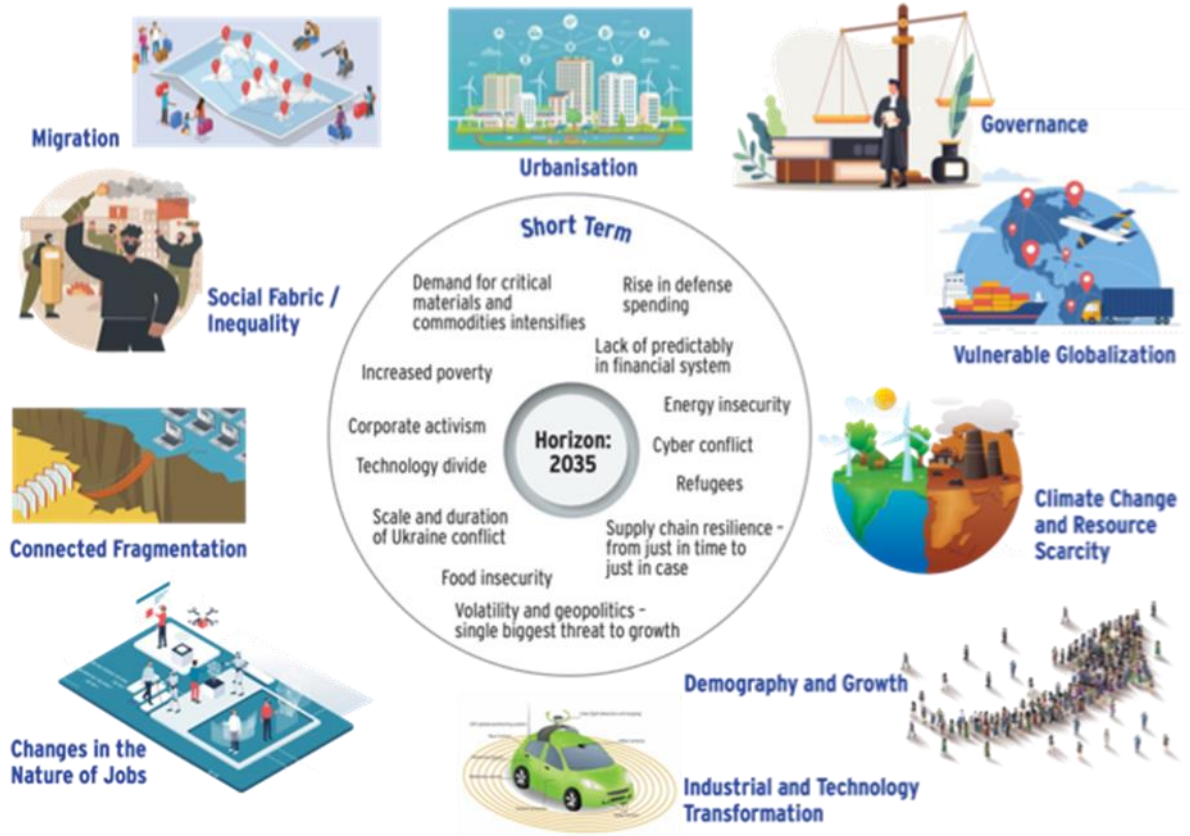 Migration
Urbanisation
Governance
Social Fabric /
Inequality
Vulnerable Globalization
Short Term
Demand for critical
materials and
commodities intensifies
Rise in defense
spending
Lack of predictably
in financial system
Increased poverty
Energy insecurity
Corporate activism
Cyber conflict
Technology divide
Refugees
Horizon:
2035
Scale and duration
of Ukraine conflict
Supply chain resilience -
from just in time to
just in case
Food insecurity
Volatility and geopolitics -
single biggest threat to growth
Connected Fragmentation
Climate Change
and Resource
Scarcity
Changes in the
Nature of Jobs
Demography and Growth
Industrial and Technology
Transformation